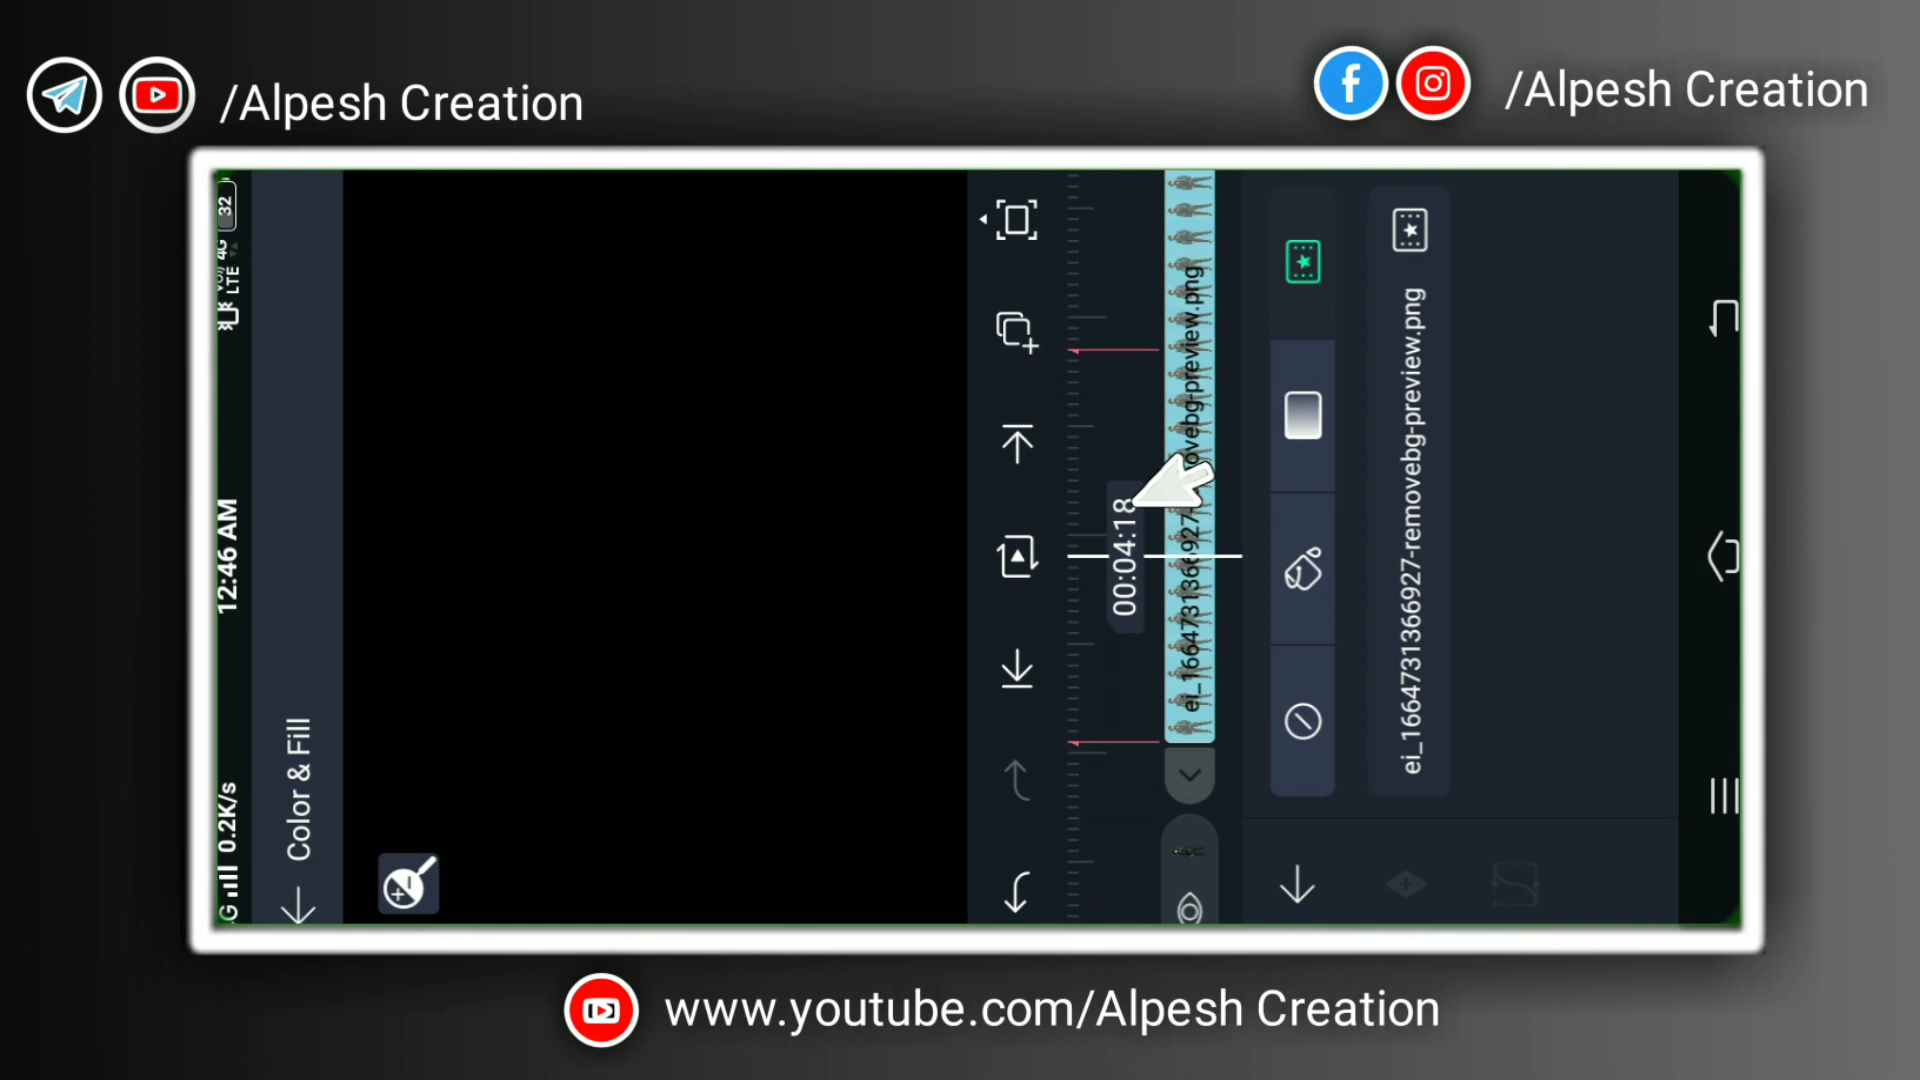 /Alpesh Creation
/Alpesh Creation
G 0.2K/s 12:46 AM 4G LTE 32
Color & Fill
00:04:18
ei_1664731366927-removebg-preview.png
ei_1664731366927-removebg-preview.png
www.youtube.com/Alpesh Creation